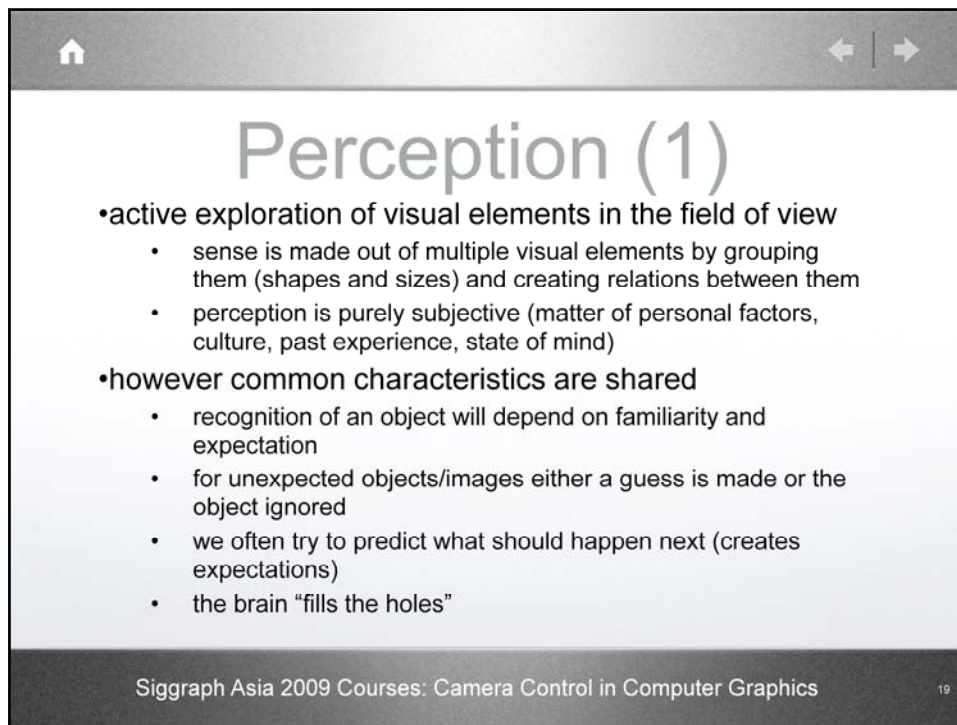 Perception (1)
•active exploration of visual elements in the field of view
• sense is made out of multiple visual elements by grouping
them (shapes and sizes) and creating relations between them
• perception is purely subjective (matter of personal factors,
culture, past experience, state of mind)
•however common characteristics are shared
• recognition of an object will depend on familiarity and
expectation
• for unexpected objects/images either a guess is made or the
object ignored
• we often try to predict what should happen next (creates
expectations)
• the brain “fills the holes”
Siggraph Asia 2009 Courses: Camera Control in Computer Graphics
19